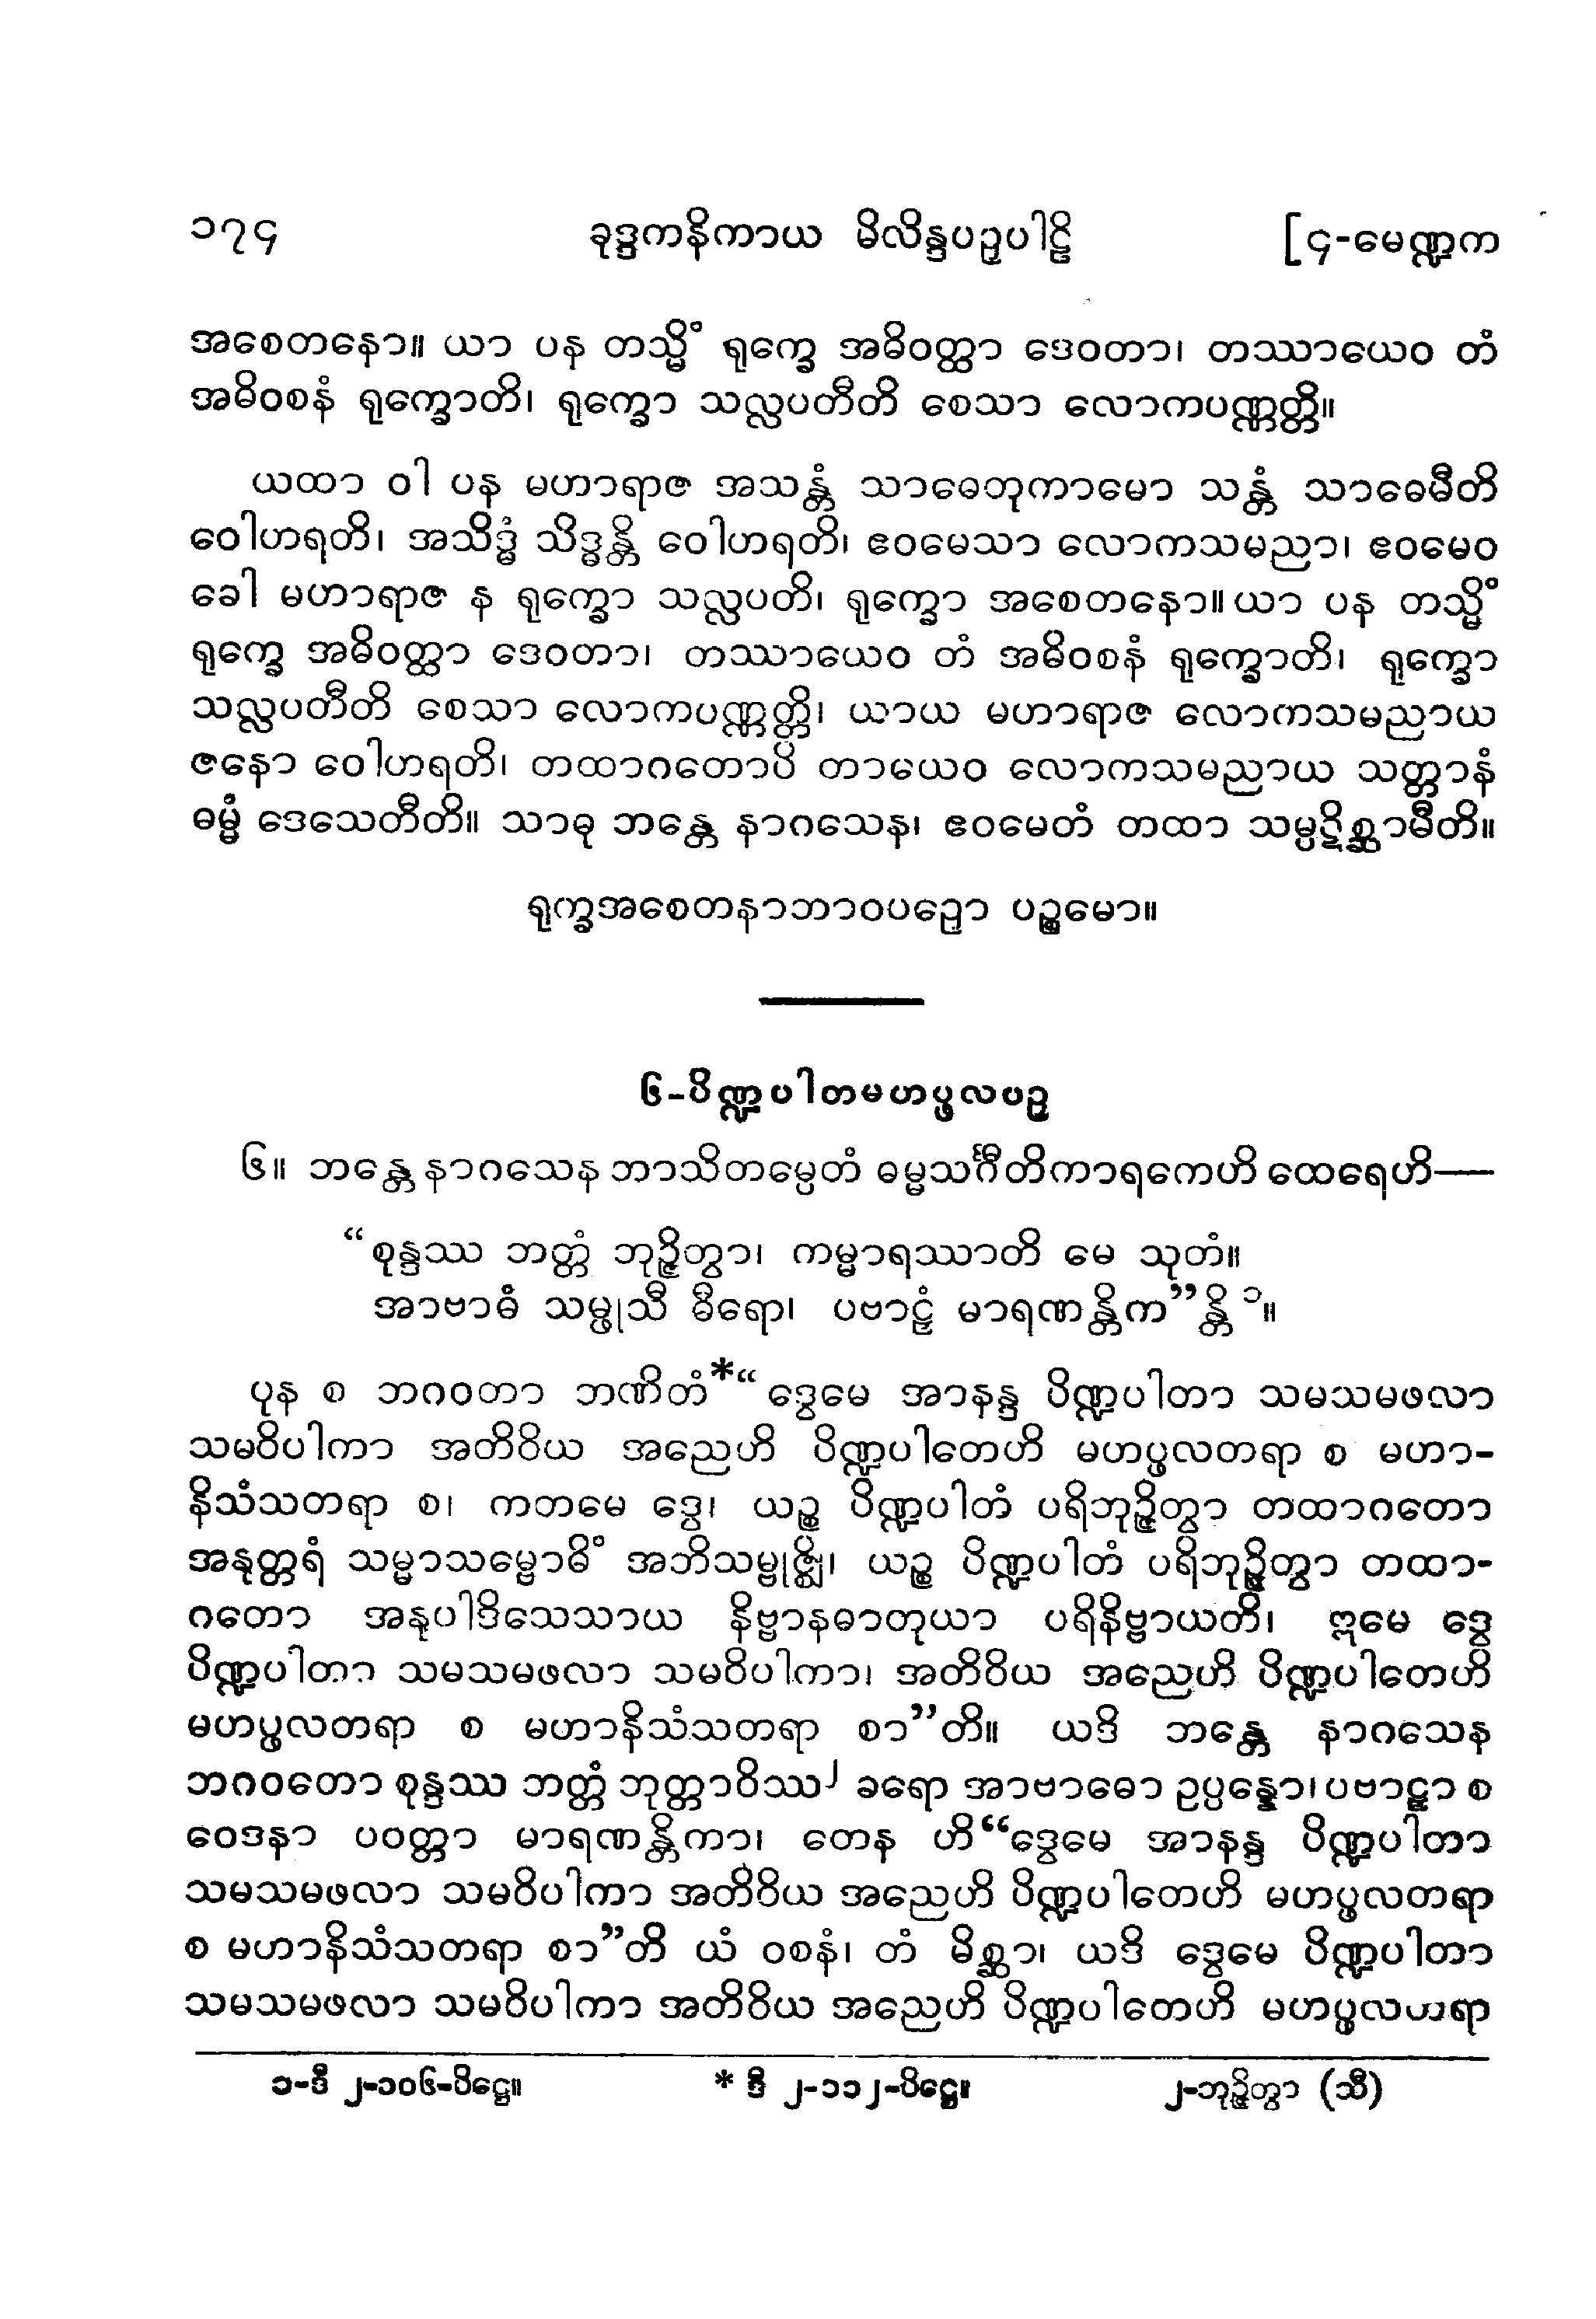 ၁၇၄ ခုဒ္ဒကနိကာယ မိလိန္ဒပဉှပါဠိ [၄-မေဏ္ဍက
အစေတနော။ ယာ ပန တသ္မိံ ရုက္ခေ အဓိဝတ္ထာ ဒေဝတာ၊ တဿာယေဝ တံ
အဓိဝစနံ ရုက္ခောတိ၊ ရုက္ခော သလ္လပတီတိ စေသာ လောကပဏ္ဏတ္တိ။
ယထာ ဝါ ပန မဟာရာဇ အသန္တံ သာဓေတုကာမော သန္တံ သာဓေမီတိ
ဝေါဟရတိ၊ အသိဒ္ဓံ သိဒ္ဓန္တိ ဝေါဟရတိ၊ ဧဝမေသာ လောကသမညာ၊ ဧဝမေဝ
ခေါ မဟာရာဇ န ရုက္ခော သလ္လပတိ၊ ရုက္ခော အစေတနော။ ယာ ပန တသ္မိံ
ရုက္ခေ အဓိဝတ္ထာ ဒေဝတာ၊ တဿာယေဝ တံ အဓိဝစနံ ရုက္ခောတိ၊ ရုက္ခော
သလ္လပတီတိ စေသာ လောကပဏ္ဏတ္တိ၊ ယာယ မဟာရာဇ လောကသမညာယ
ဇနော ဝေါဟရတိ၊ တထာဂတောပိ တာယေဝ လောကသမညာယ သတ္တာနံ
ဓမ္မံ ဒေသေတီတိ။ သာဓု ဘန္တေ နာဂသေန၊ ဧဝမေတံ တထာ သမ္ပဋိစ္ဆာမီတိ။
ရုက္ခအစေတနာဘာဝပဉှော ပဉ္စမော။
၆-ပိဏ္ဍပါတမဟပ္ဖလပဉှ
၆။ ဘန္တေ နာဂသေန ဘာသိတမ္ပေတံ ဓမ္မသင်္ဂီတိကာရကေဟိ ထေရေဟိ—
“စုန္ဒဿ ဘတ္တံ ဘုဉ္ဇိတွာ၊ ကမ္မာရဿာတိ မေ သုတံ။
အာဗာဓံ သမ္ဖုသီ ဓီရော၊ ပဗာဠှံ မာရဏန္တိက”န္တိ ၁။
ပုန စ ဘဂဝတာ ဘဏိတံ*“ ဒွေမေ အာနန္ဒ ပိဏ္ဍပါတာ သမသမဖလာ
သမဝိပါကာ အတိဝိယ အညေဟိ ပိဏ္ဍပါတေဟိ မဟပ္ဖလတရာ စ မဟာ-
နိသံသတရာ စ၊ ကတမေ ဒွေ၊ ယဉ္စ ပိဏ္ဍပါတံ ပရိဘုဉ္ဇိတွာ တထာဂတော
အနုတ္တရံ သမ္မာသမ္ဗောဓိံ အဘိသမ္ဗုဇ္ဈိ၊ ယဉ္စ ပိဏ္ဍပါတံ ပရိဘုဉ္ဇိတွာ တထာ-
ဂတော အနုပါဒိသေသာယ နိဗ္ဗာနဓာတုယာ ပရိနိဗ္ဗာယတိ၊ ဣမေ ဒွေ
ပိဏ္ဍပါတာ သမသမဖလာ သမဝိပါကာ၊ အတိဝိယ အညေဟိ ပိဏ္ဍပါတေဟိ
မဟပ္ဖလတရာ စ မဟာနိသံသတရာ စာ”တိ။ ယဒိ ဘန္တေ နာဂသေန
ဘဂဝတော စုန္ဒဿ ဘတ္တံ ဘုတ္တာဝိဿ၂ ခရော အာဗာဓော ဥပ္ပန္နော၊ ပဗာဠှာ စ
ဝေဒနာ ပဝတ္တာ မာရဏန္တိကာ၊ တေန ဟိ“ဒွေမေ အာနန္ဒ ပိဏ္ဍပါတာ
သမသမဖလာ သမဝိပါကာ အတိဝိယ အညေဟိ ပိဏ္ဍပါတေဟိ မဟပ္ဖလတရာ
စ မဟာနိသံသတရာ စာ”တိ ယံ ဝစနံ၊ တံ မိစ္ဆာ၊ ယဒိ ဒွေမေ ပိဏ္ဍပါတာ
သမသမဖလာ သမဝိပါကာ အတိဝိယ အညေဟိ ပိဏ္ဍပါတေဟိ မဟပ္ဖလတရာ
၁-ဒီ ၂-၁၀၆-ပိဋ္ဌေ။ * ဒီ ၂-၁၁၂-ပိဋ္ဌေ။ ၂-ဘုဉ္ဇိတွာ (သီ)